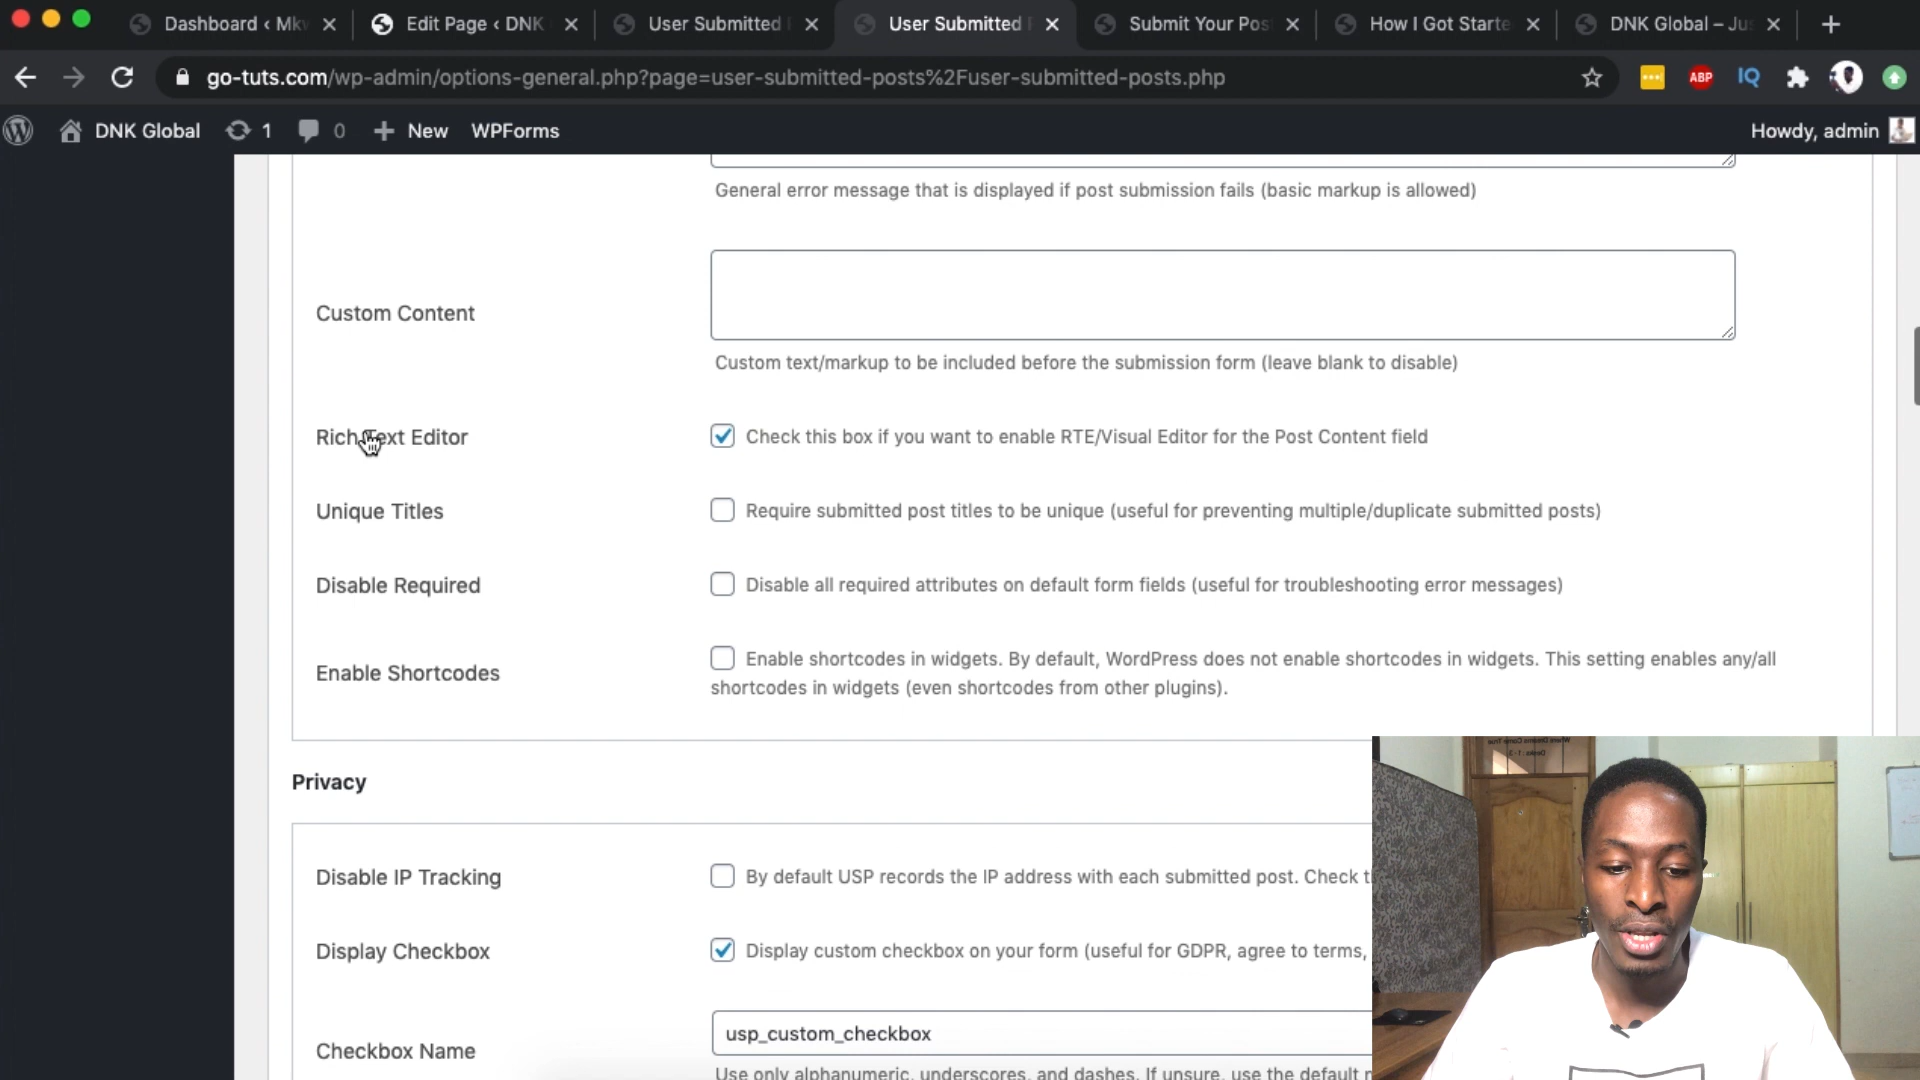 Dashboard ‹ Mkw
Edit Page ‹ DNK
User Submitted P
User Submitted P
Submit Your Pos
How I Got Starte
DNK Global – Jus
go-tuts.com/wp-admin/options-general.php?page=user-submitted-posts%2Fuser-submitted-posts.php
ABP
IQ
DNK Global
1
0
New
WPForms
Howdy, admin
General error message that is displayed if post submission fails (basic markup is allowed)
Custom Content
Custom text/markup to be included before the submission form (leave blank to disable)
Rich Text Editor
Check this box if you want to enable RTE/Visual Editor for the Post Content field
Unique Titles
Require submitted post titles to be unique (useful for preventing multiple/duplicate submitted posts)
Disable Required
Disable all required attributes on default form fields (useful for troubleshooting error messages)
Enable Shortcodes
Enable shortcodes in widgets. By default, WordPress does not enable shortcodes in widgets. This setting enables any/all
shortcodes in widgets (even shortcodes from other plugins).
Privacy
Disable IP Tracking
By default USP records the IP address with each submitted post. Check t
Display Checkbox
Display custom checkbox on your form (useful for GDPR, agree to terms,
Checkbox Name
usp_custom_checkbox
Use only alphanumeric, underscores, and dashes. If unsure, use the default